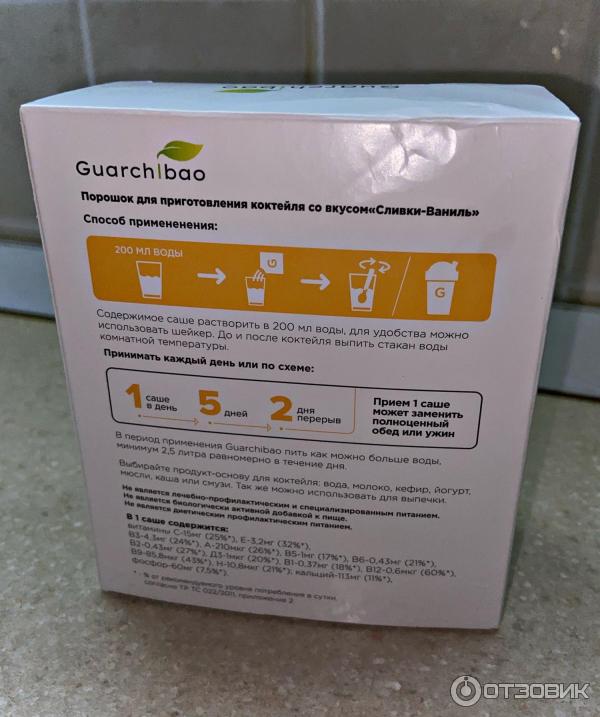 Guarchibao
Guarchibao
Порошок для приготовления коктейля со вкусом«Сливки-Ваниль»
Способ примененения:
200 МЛ ВОДЫ
G
G
Содержимое саше растворить в 200 мл воды, для удобства можно
использовать шейкер. До и после коктейля выпить стакан воды
комнатной температуры.
Принимать каждый день или по схеме:
1 саше в день 5 дней 2 дня перерыв
Прием 1 саше
может заменить
полноценный
обед или ужин
В период применения Guarchibao пить как можно больше воды,
минимум 2,5 литра равномерно в течение дня.
Выбирайте продукт-основу для коктейля: вода, молоко, кефир, йогурт,
мюсли, каша или смузи. Так же можно использовать для выпечки.
Не является лечебно-профилактическим и специализированным питанием.
Не является биологически активной добавкой к пище.
Не является диетическим профилактическим питанием.
В 1 саше содержится:
витамины С-15мг (25%*), Е-3,2мг (32%*),
В3-4,3мг (24%*), А-210мкг (26%*), В5-1мг (17%*), В6-0,43мг (21%*),
В2-0,43мг (27%*), Д3-1мкг (20%*), В1-0,37мг (18%*), В12-0,6мкг (60%*),
В9-85,8мкг (43%*), Н-10,8мкг (21%*); кальций-113мг (11%*),
Фосфор-60мг (7,5%*).
* - % от рекомендуемого уровня потребления в сутки,
согласно ТР ТС 022/2011, приложение 2
ОТЗОВИК